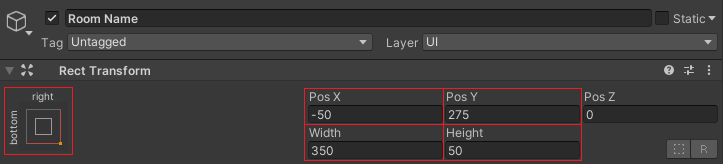 Room Name
Static
Tag Untagged Layer UI
Rect Transform
right
bottom
Pos X Pos Y Pos Z
-50 275 0
Width Height
350 50
R